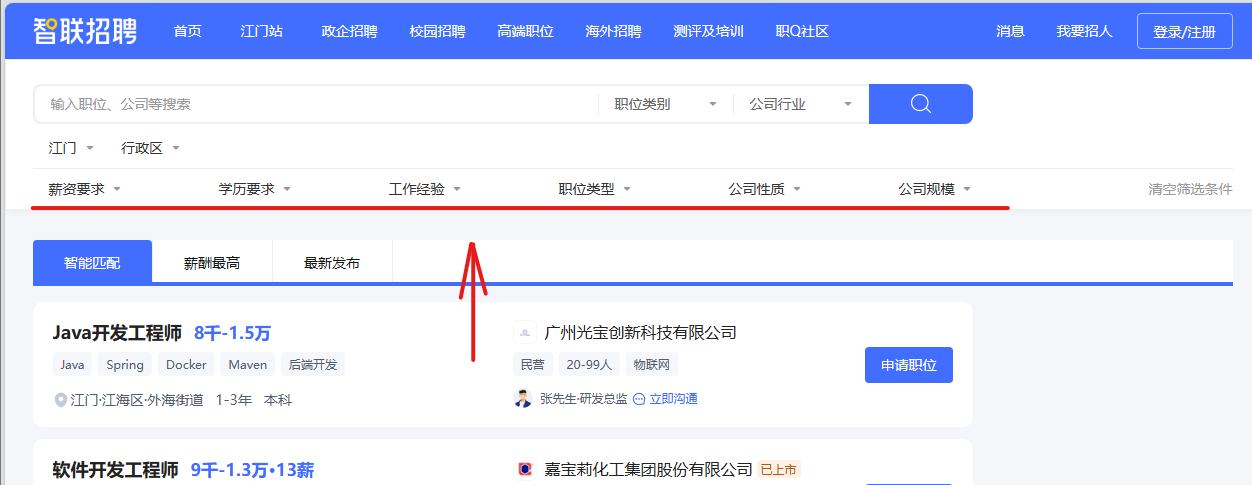 智联招聘 首页 江门站 政企招聘 校园招聘 高端职位 海外招聘 测评及培训 职Q社区 消息 我要招人 登录/注册
输入职位、公司等搜索 职位类别 公司行业
江门 行政区
薪资要求 学历要求 工作经验 职位类型 公司性质 公司规模 清空筛选条件
智能匹配 薪酬最高 最新发布
Java开发工程师 8千-1.5万 广州光宝创新科技有限公司
Java Spring Docker Maven 后端开发 民营 20-99人 物联网 申请职位
江门·江海区·外海街道 1-3年 本科 张先生·研发总监 立即沟通
软件开发工程师 9千-1.3万·13薪 嘉宝莉化工集团股份有限公司 已上市